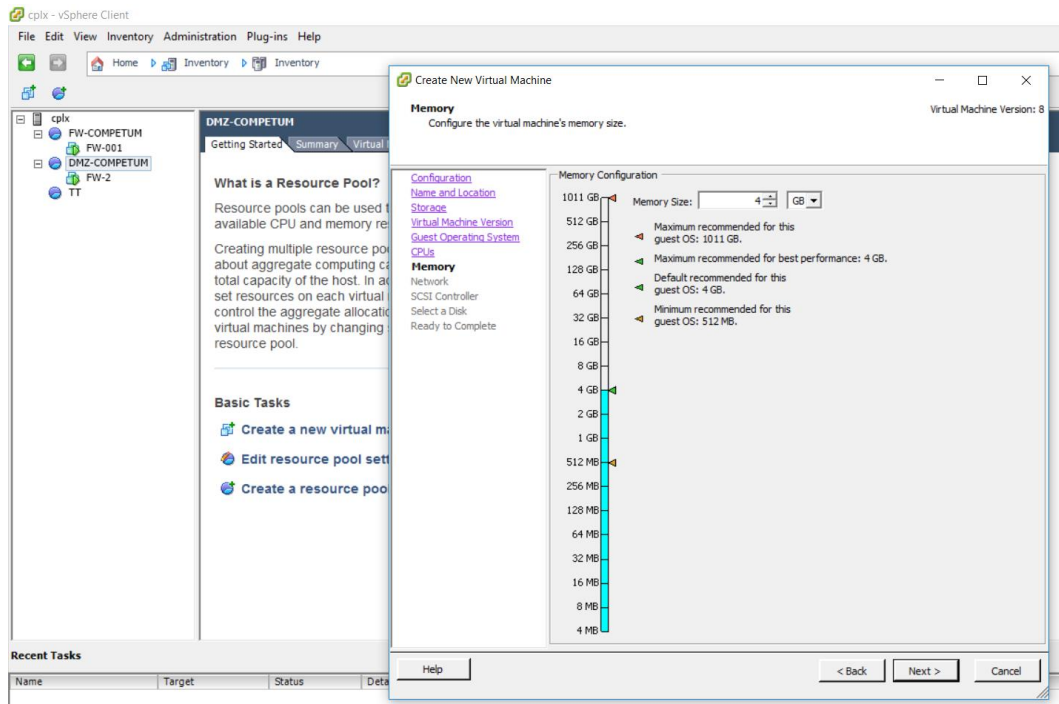 cplx - vSphere Client
File Edit View Inventory Administration Plug-ins Help
Home Inventory Inventory
cplx
FW-COMPETUM
FW-001
DMZ-COMPETUM
FW-2
TT
DMZ-COMPETUM
Getting Started Summary Virtual
What is a Resource Pool?
Resource pools can be used
available CPU and memory re
Creating multiple resource poo
about aggregate computing ca
total capacity of the host. In ad
set resources on each virtual
control the aggregate allocatio
virtual machines by changing
resource pool.
Basic Tasks
Create a new virtual ma
Edit resource pool sett
Create a resource poo
Create New Virtual Machine
Memory
Configure the virtual machine's memory size.
Virtual Machine Version: 8
Configuration
Name and Location
Storage
Virtual Machine Version
Guest Operating System
CPUs
Memory
Network
SCSI Controller
Select a Disk
Ready to Complete
Memory Configuration
1011 GB
512 GB
256 GB
128 GB
64 GB
32 GB
16 GB
8 GB
4 GB
2 GB
1 GB
512 MB
256 MB
128 MB
64 MB
32 MB
16 MB
8 MB
4 MB
Memory Size: 4 GB
Maximum recommended for this
guest OS: 1011 GB.
Maximum recommended for best performance: 4 GB.
Default recommended for this
guest OS: 4 GB.
Minimum recommended for this
guest OS: 512 MB.
Help < Back Next > Cancel
Recent Tasks
Name Target Status Deta